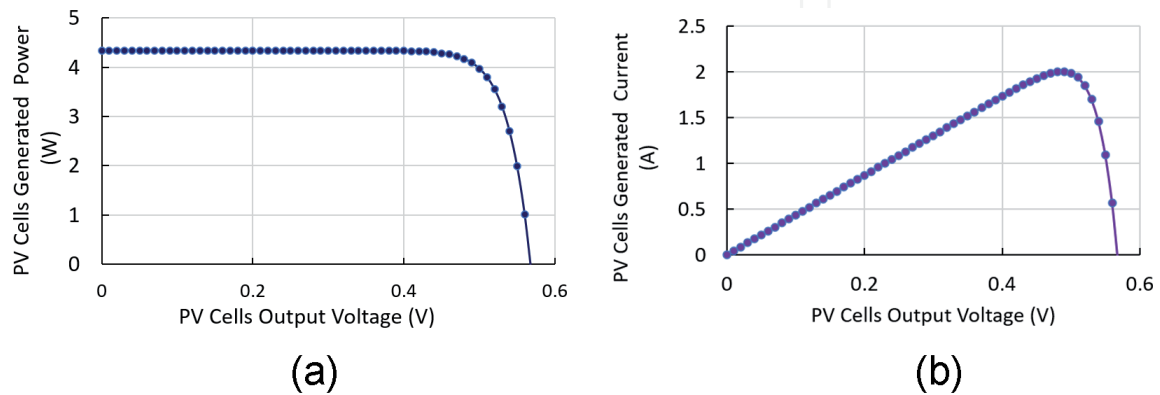 PV Cells Generated Power
(W)
5
4
3
2
1
0
0
0.2
0.4
0.6
PV Cells Output Voltage (V)
(a)
PV Cells Generated Current
(A)
2.5
2
1.5
1
0.5
0
0
0.2
0.4
0.6
PV Cells Output Voltage (V)
(b)